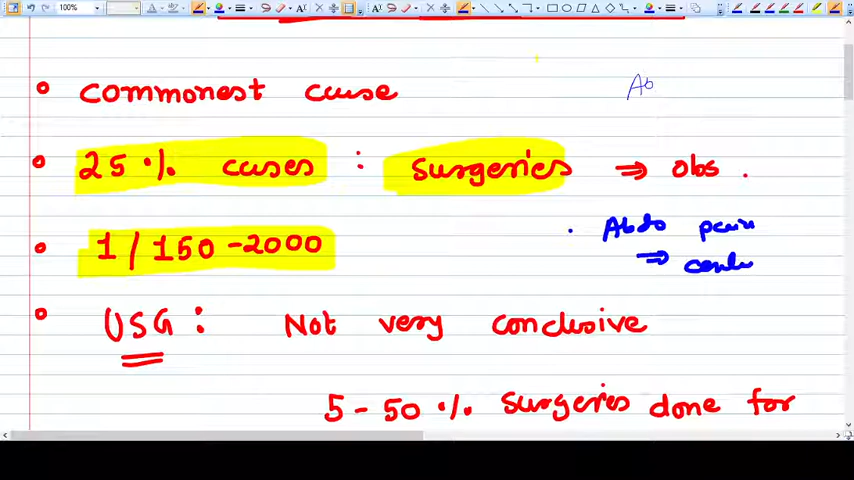 100%
• commonest cause
Ab
• 25 % cases : surgeries ⇒ obs.
• 1 / 150 - 2000
. Abdo pain
⇒
• USG : Not very conclusive
5 - 50 % surgeries done for